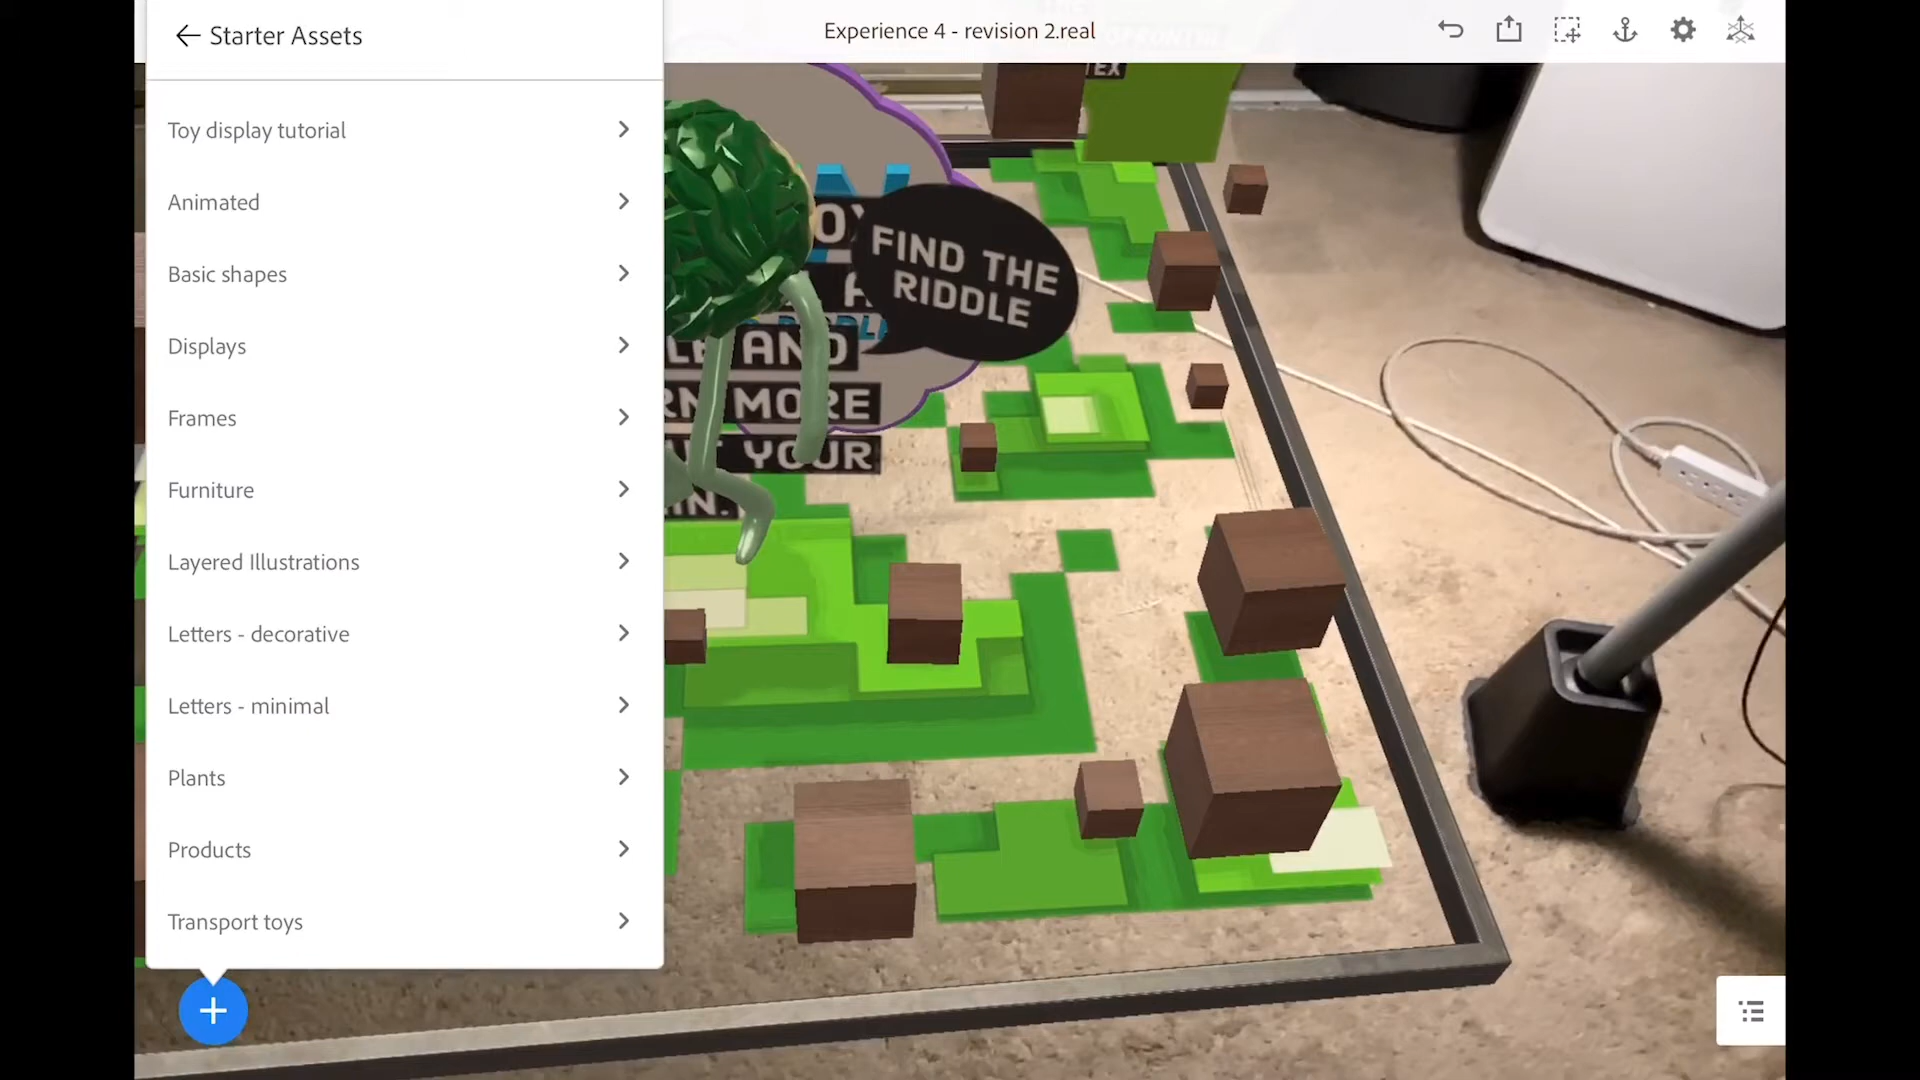 Starter Assets
Experience 4 - revision 2.real
Toy display tutorial
Animated
Basic shapes
Displays
Frames
Furniture
Layered Illustrations
Letters - decorative
Letters - minimal
Plants
Products
Transport toys
TEX
FIND THE
RIDDLE
AND
MORE
YOUR